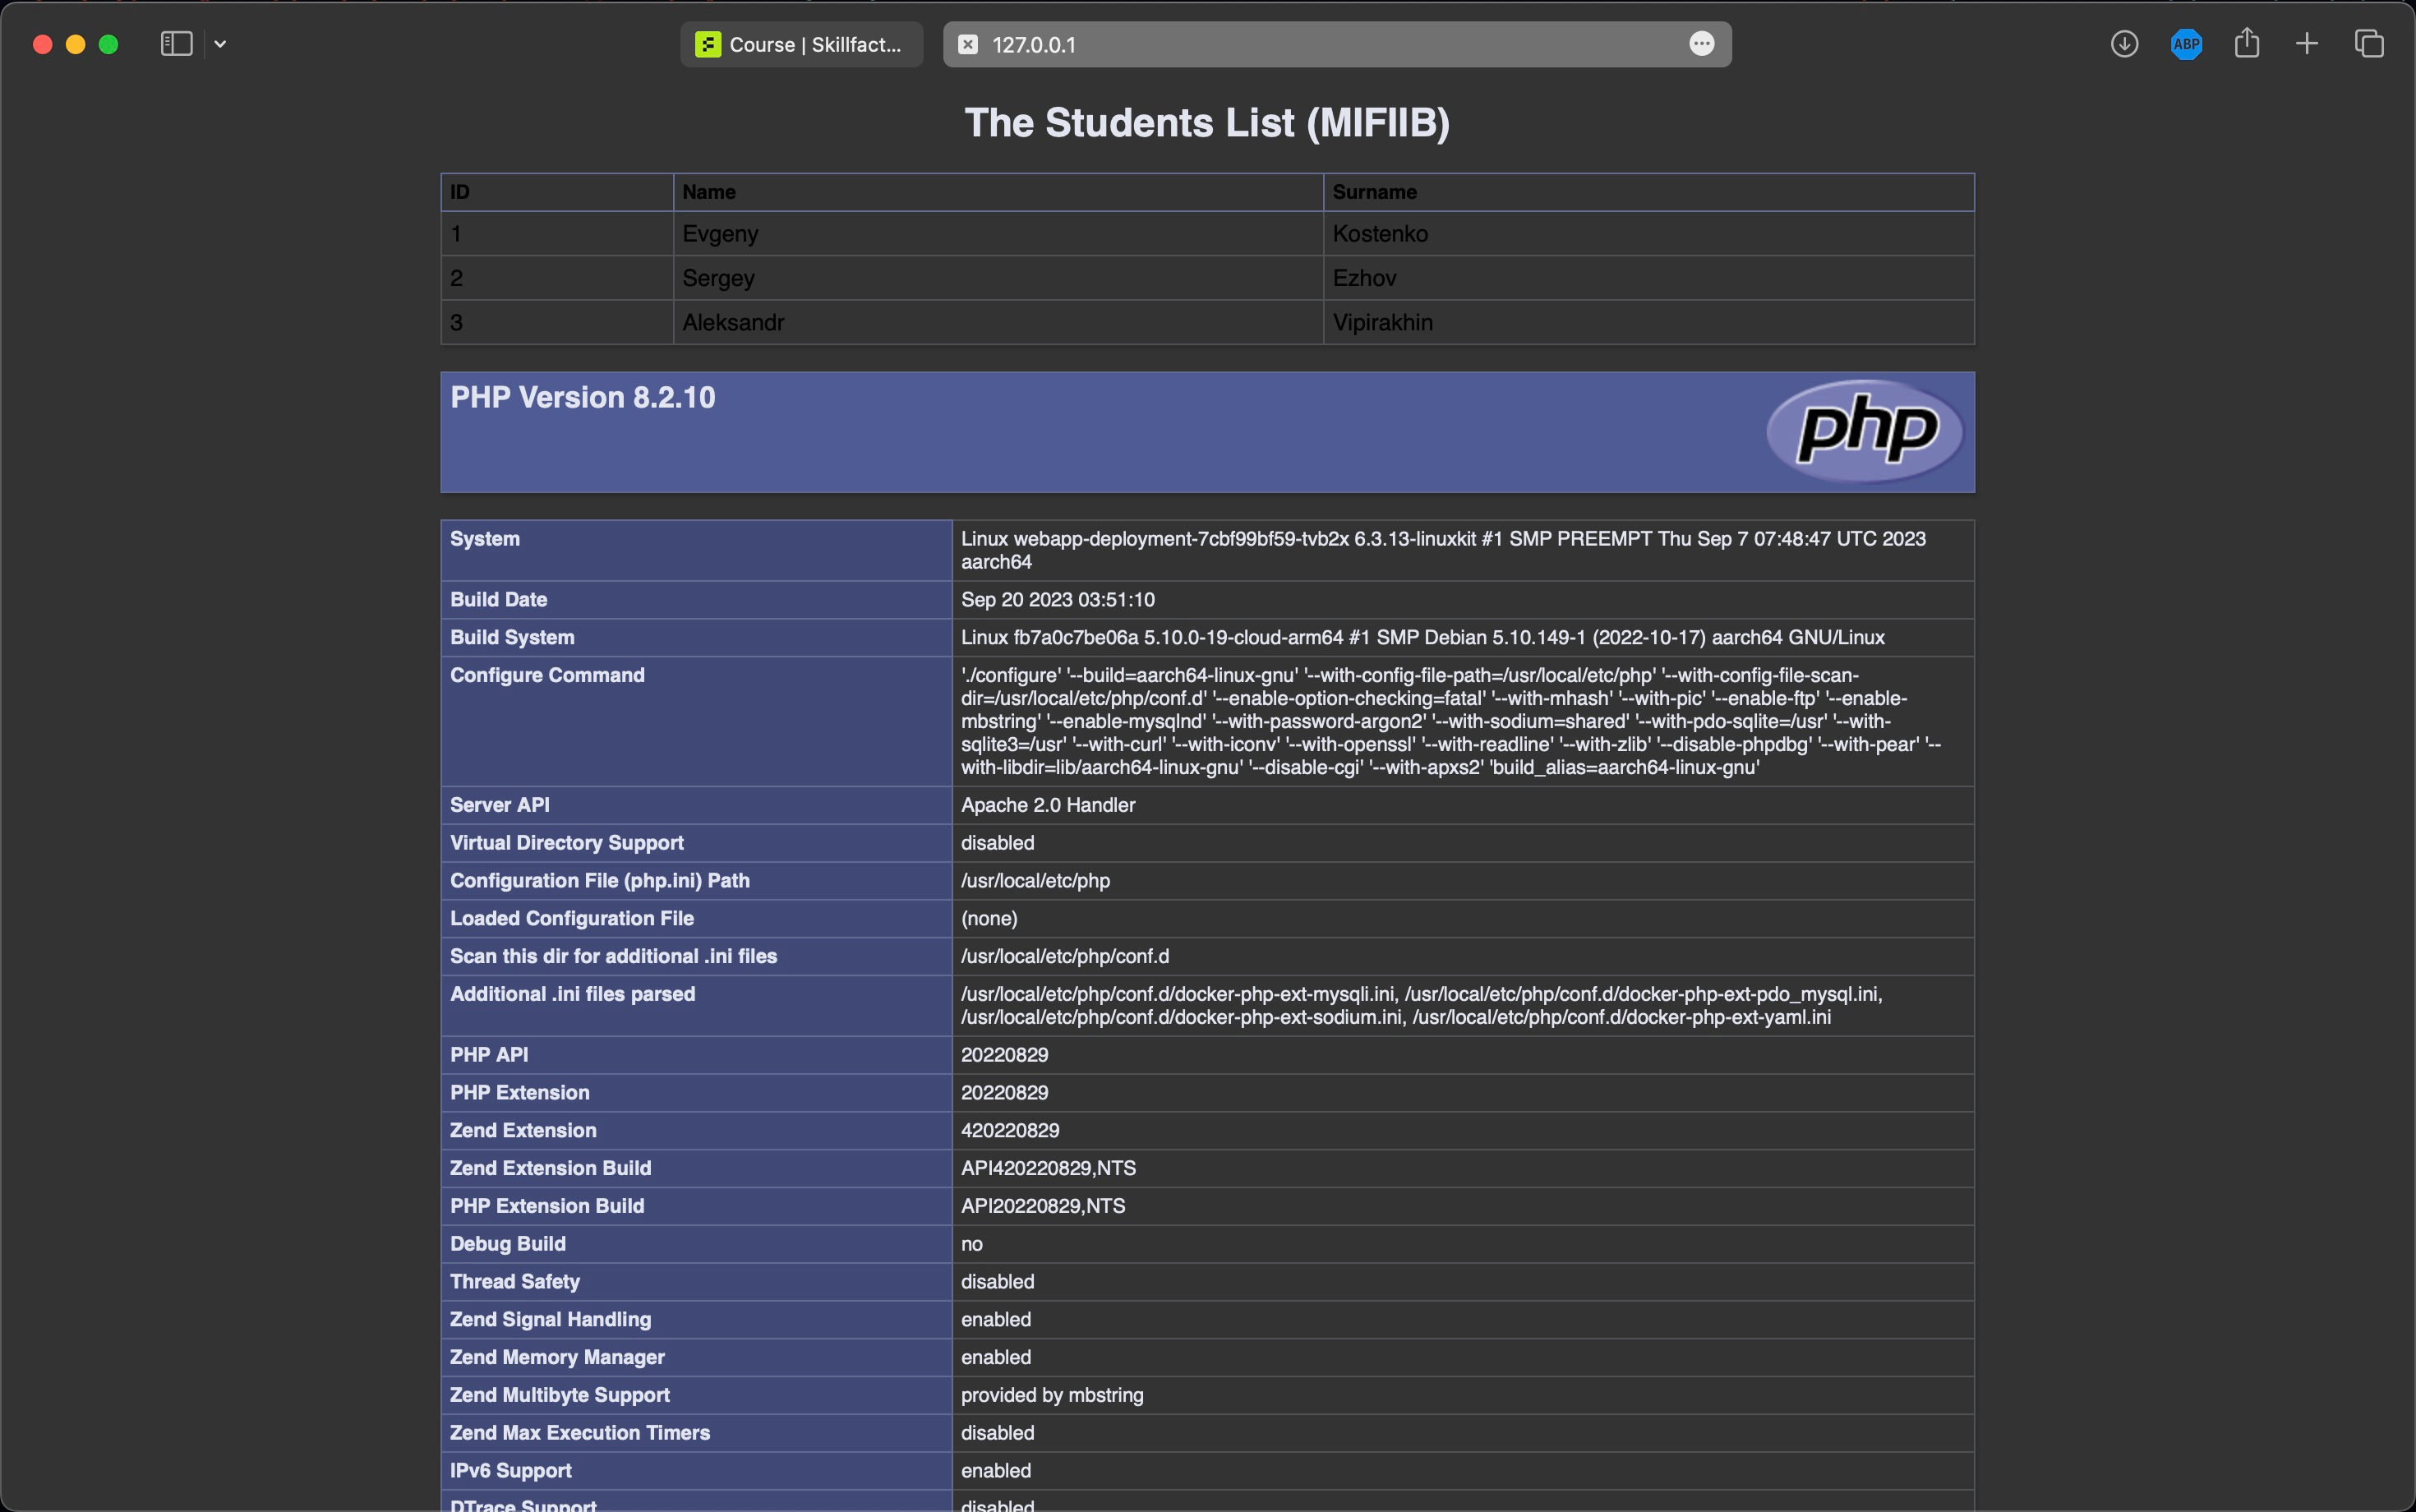 Course | Skillfact...
127.0.0.1
ABP
The Students List (MIFIIB)
ID Name Surname
1 Evgeny Kostenko
2 Sergey Ezhov
3 Aleksandr Vipirakhin
PHP Version 8.2.10
php
System Linux webapp-deployment-7cbf99bf59-tvb2x 6.3.13-linuxkit #1 SMP PREEMPT Thu Sep 7 07:48:47 UTC 2023
aarch64
Build Date Sep 20 2023 03:51:10
Build System Linux fb7a0c7be06a 5.10.0-19-cloud-arm64 #1 SMP Debian 5.10.149-1 (2022-10-17) aarch64 GNU/Linux
Configure Command './configure' '--build=aarch64-linux-gnu' '--with-config-file-path=/usr/local/etc/php' '--with-config-file-scan-
dir=/usr/local/etc/php/conf.d' '--enable-option-checking=fatal' '--with-mhash' '--with-pic' '--enable-ftp' '--enable-
mbstring' '--enable-mysqlnd' '--with-password-argon2' '--with-sodium=shared' '--with-pdo-sqlite=/usr' '--with-
sqlite3=/usr' '--with-curl' '--with-iconv' '--with-openssl' '--with-readline' '--with-zlib' '--disable-phpdbg' '--with-pear' '--
with-libdir=lib/aarch64-linux-gnu' '--disable-cgi' '--with-apxs2' 'build_alias=aarch64-linux-gnu'
Server API Apache 2.0 Handler
Virtual Directory Support disabled
Configuration File (php.ini) Path /usr/local/etc/php
Loaded Configuration File (none)
Scan this dir for additional .ini files /usr/local/etc/php/conf.d
Additional .ini files parsed /usr/local/etc/php/conf.d/docker-php-ext-mysqli.ini, /usr/local/etc/php/conf.d/docker-php-ext-pdo_mysql.ini,
/usr/local/etc/php/conf.d/docker-php-ext-sodium.ini, /usr/local/etc/php/conf.d/docker-php-ext-yaml.ini
PHP API 20220829
PHP Extension 20220829
Zend Extension 420220829
Zend Extension Build API420220829,NTS
PHP Extension Build API20220829,NTS
Debug Build no
Thread Safety disabled
Zend Signal Handling enabled
Zend Memory Manager enabled
Zend Multibyte Support provided by mbstring
Zend Max Execution Timers disabled
IPv6 Support enabled
DTrace Support disabled